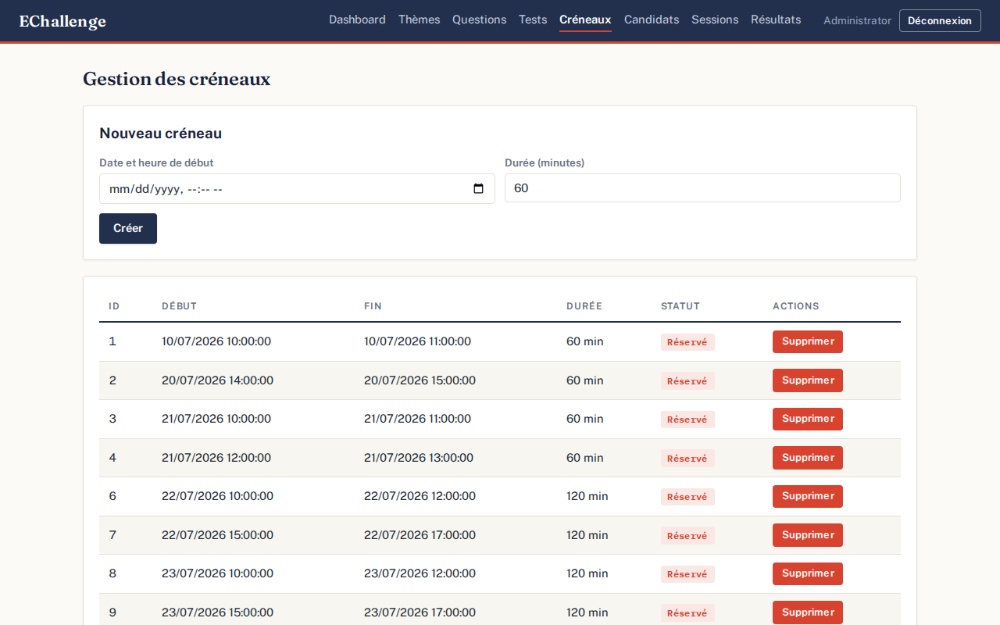 EChallenge Dashboard Thèmes Questions Tests Créneaux Candidats Sessions Résultats Administrator Déconnexion
Gestion des créneaux
Nouveau créneau
Date et heure de début Durée (minutes)
mm/dd/yyyy, --:-- -- 60
Créer
ID DÉBUT FIN DURÉE STATUT ACTIONS
1 10/07/2026 10:00:00 10/07/2026 11:00:00 60 min Réservé Supprimer
2 20/07/2026 14:00:00 20/07/2026 15:00:00 60 min Réservé Supprimer
3 21/07/2026 10:00:00 21/07/2026 11:00:00 60 min Réservé Supprimer
4 21/07/2026 12:00:00 21/07/2026 13:00:00 60 min Réservé Supprimer
6 22/07/2026 10:00:00 22/07/2026 12:00:00 120 min Réservé Supprimer
7 22/07/2026 15:00:00 22/07/2026 17:00:00 120 min Réservé Supprimer
8 23/07/2026 10:00:00 23/07/2026 12:00:00 120 min Réservé Supprimer
9 23/07/2026 15:00:00 23/07/2026 17:00:00 120 min Réservé Supprimer